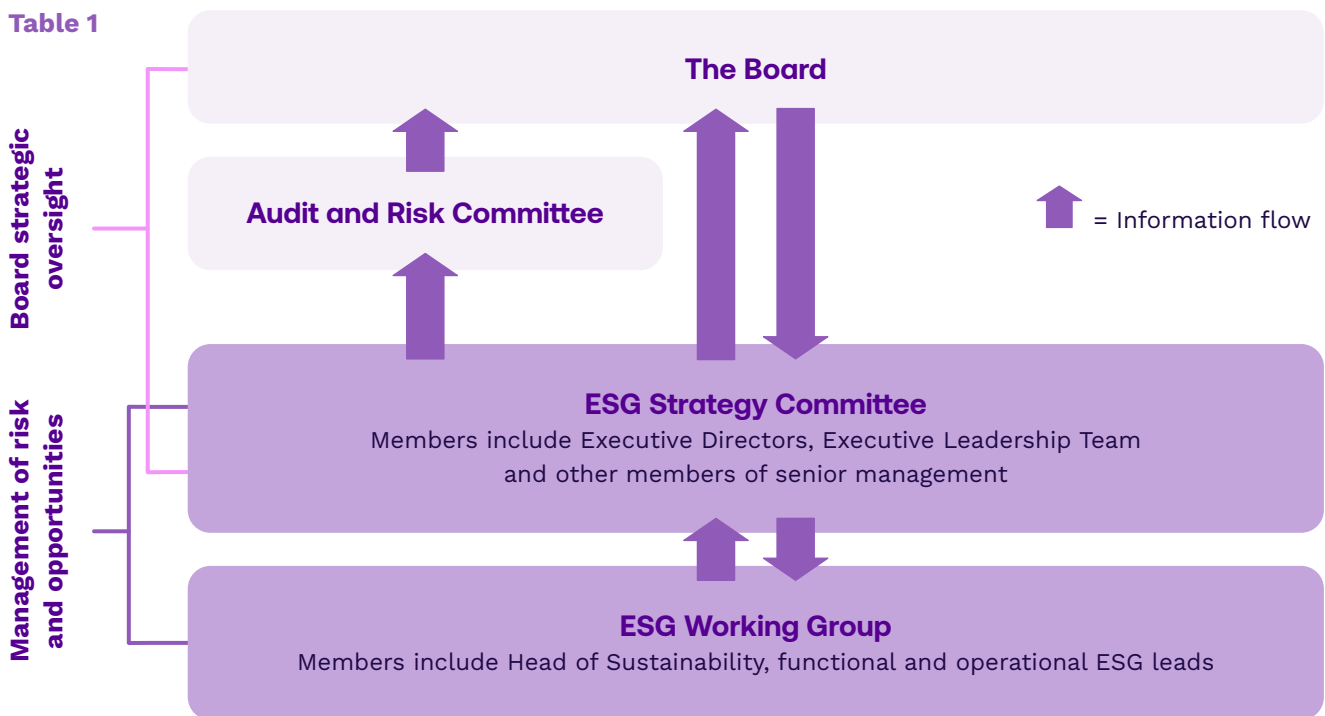 Table 1
The Board
Board strategic
oversight
Audit and Risk Committee
= Information flow
Management of risk
and opportunities
ESG Strategy Committee
Members include Executive Directors, Executive Leadership Team
and other members of senior management
ESG Working Group
Members include Head of Sustainability, functional and operational ESG leads